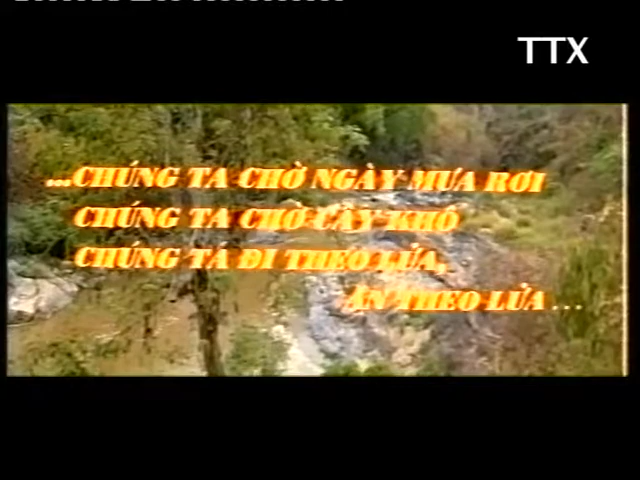 TTX
...CHÚNG TA CHỜ NGÀY MƯA RƠI
CHÚNG TA CHỜ CÂY KHÔ
CHÚNG TA ĐI THEO LỬA,
ĂN THEO LỬA...